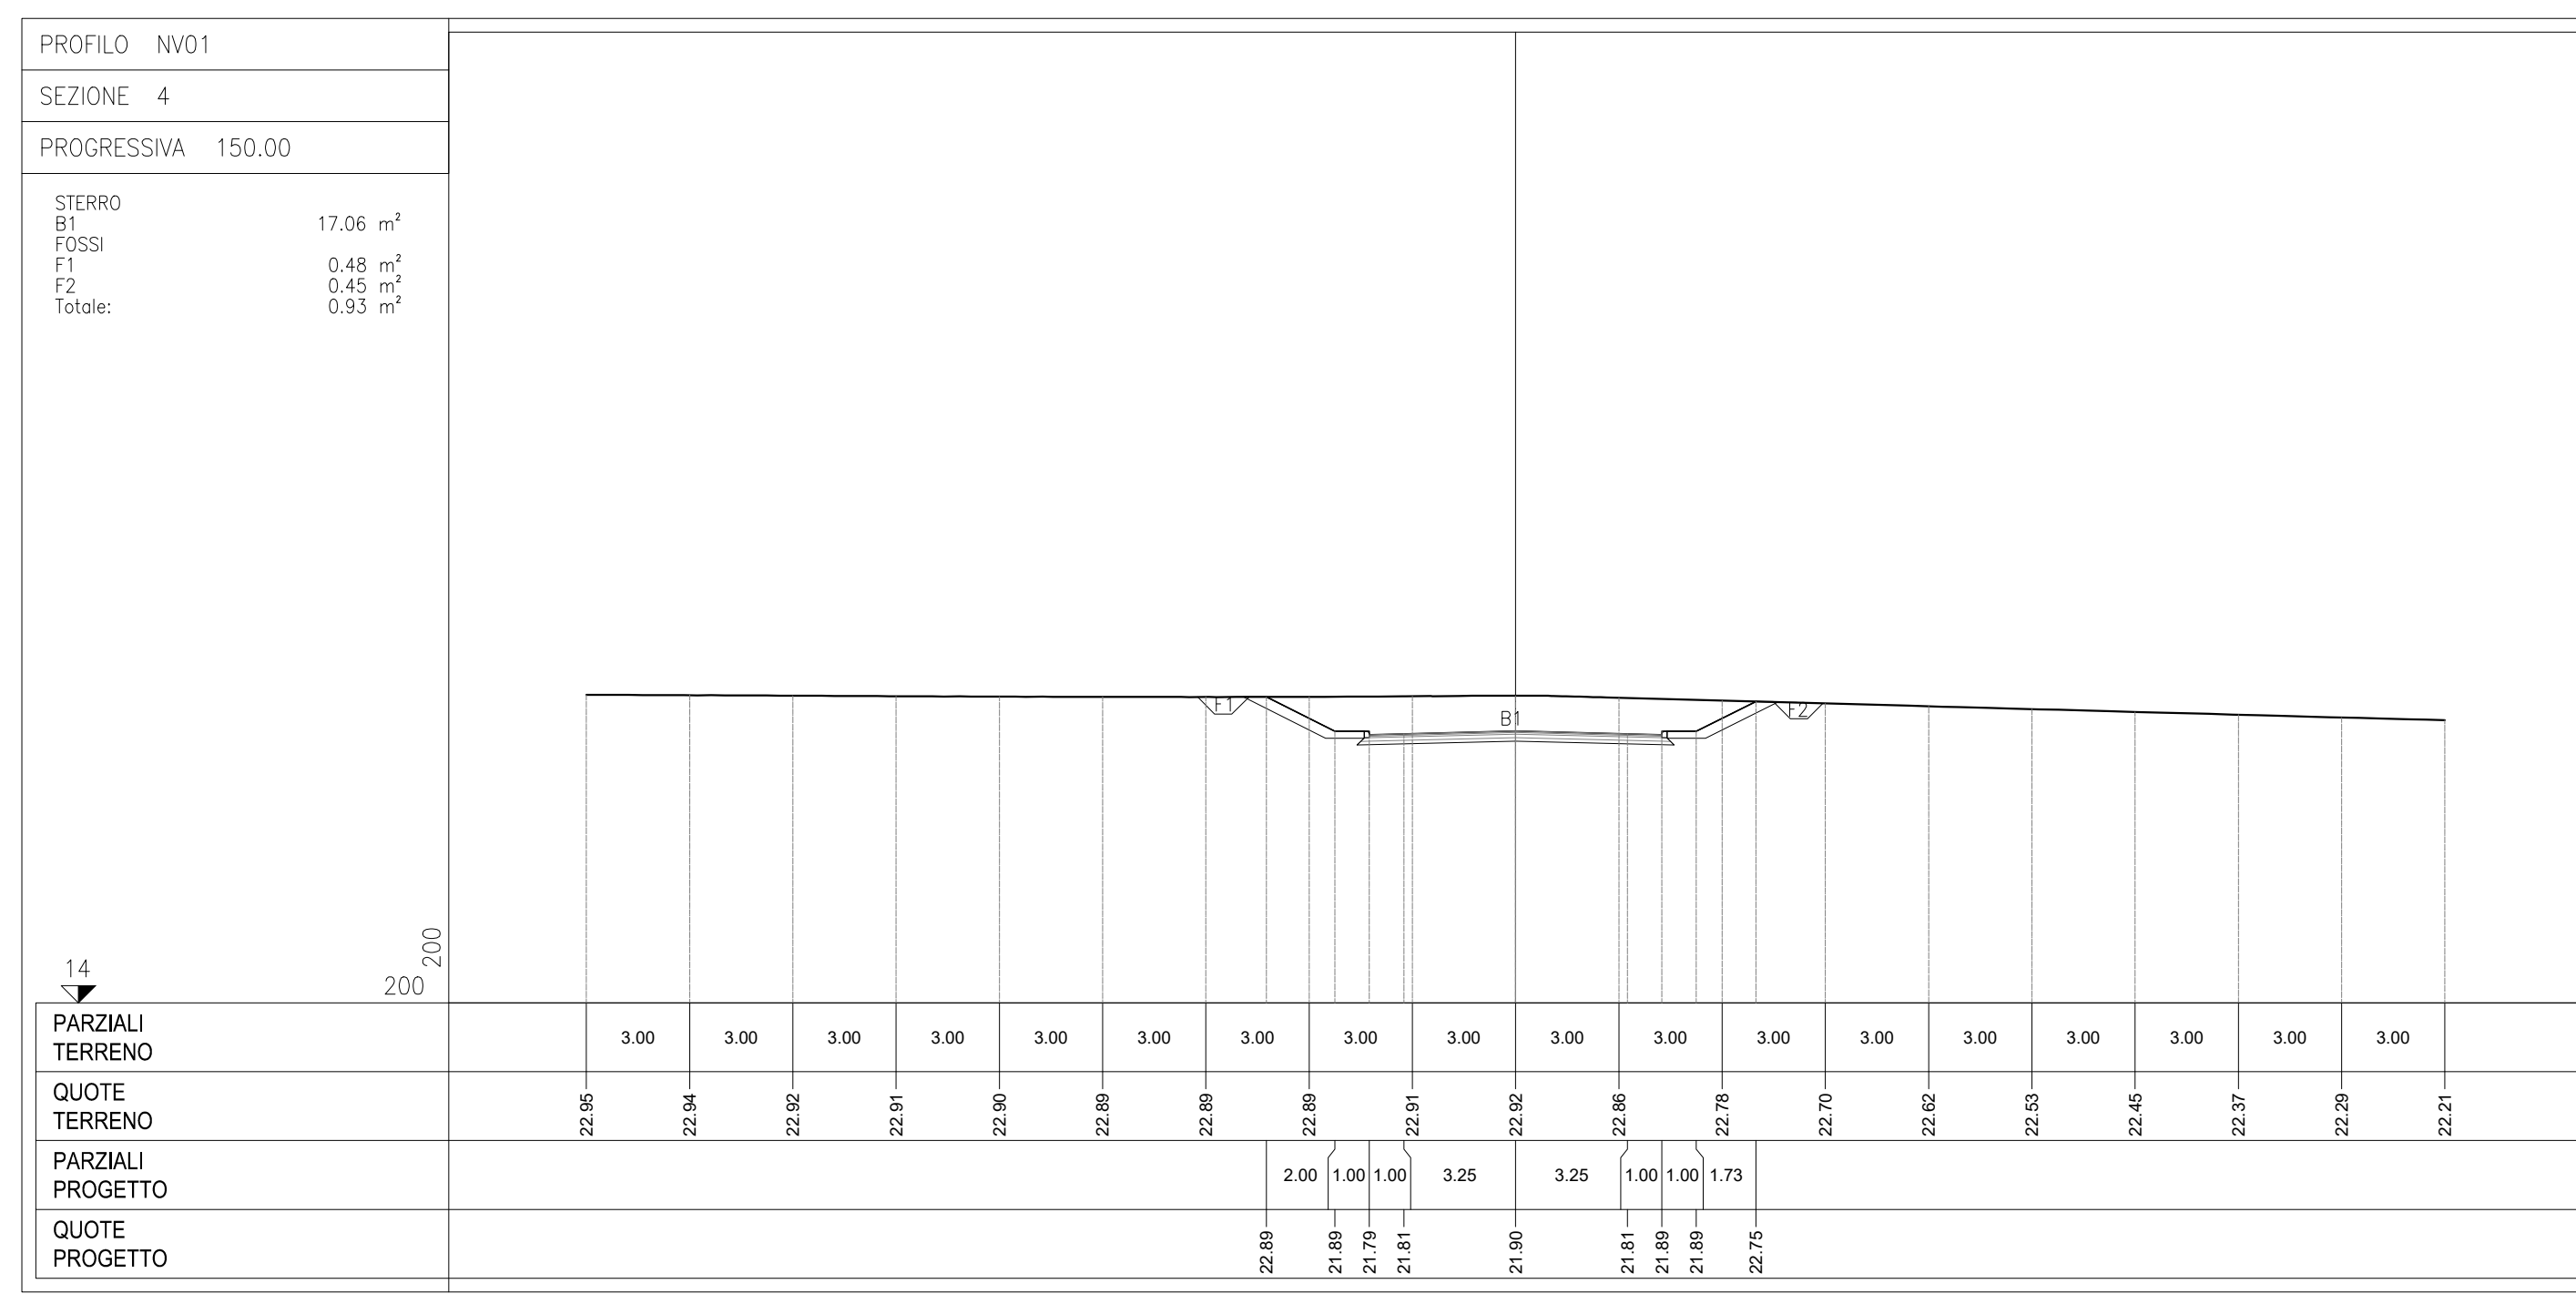 PROFILO NV01
SEZIONE 4
PROGRESSIVA 150.00
STERRO
B1 17.06 m²
FOSSI
F1 0.48 m²
F2 0.45 m²
Totale: 0.93 m²
F1 B1 F2
200
14 200
PARZIALI
TERRENO
3.00 3.00 3.00 3.00 3.00 3.00 3.00 3.00 3.00 3.00 3.00 3.00 3.00 3.00 3.00 3.00 3.00 3.00
QUOTE
TERRENO
22.95 22.94 22.92 22.91 22.90 22.89 22.89 22.89 22.91 22.92 22.86 22.78 22.70 22.62 22.53 22.45 22.37 22.29 22.21
PARZIALI
PROGETTO
2.00 1.00 1.00 3.25 3.25 1.00 1.00 1.73
QUOTE
PROGETTO
22.89 21.89 21.79 21.81 21.90 21.81 21.89 21.89 22.75